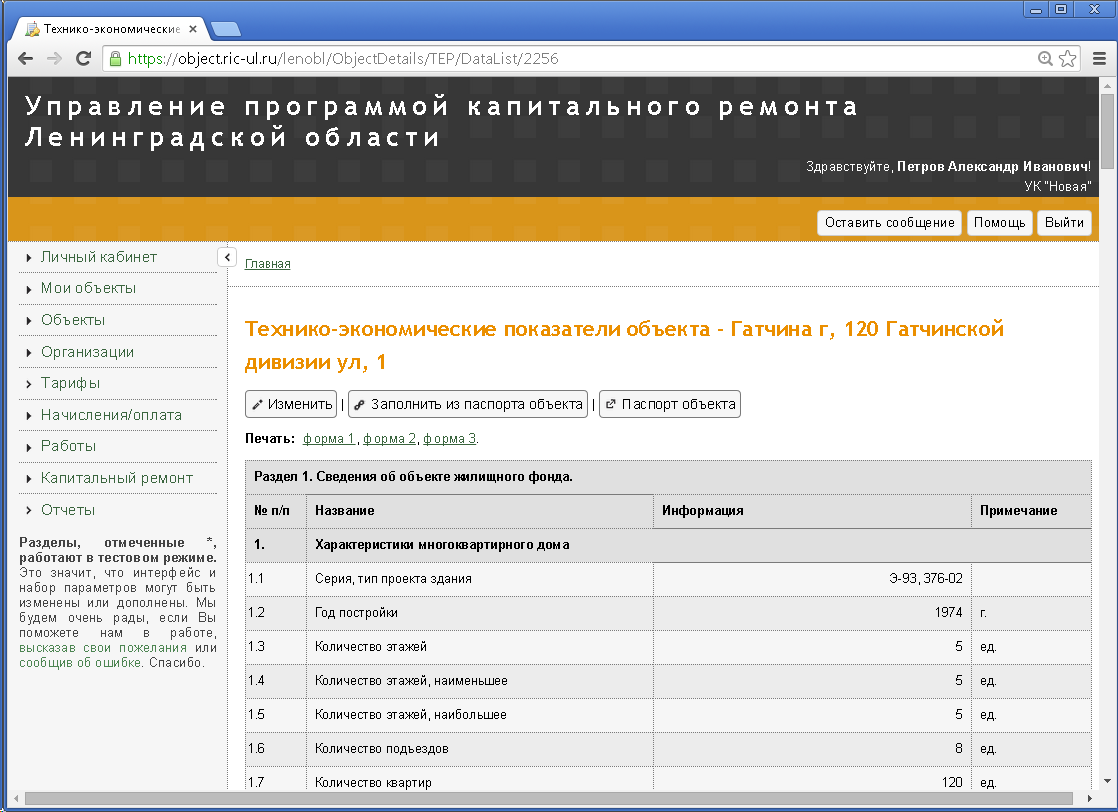 Технико-экономические
https://object.ric-ul.ru/lenobl/ObjectDetails/TEP/DataList/2256
Управление программой капитального ремонта
Ленинградской области
Здравствуйте, Петров Александр Иванович!
УК "Новая"
Оставить сообщение Помощь Выйти
Личный кабинет
Мои объекты
Объекты
Организации
Тарифы
Начисления/оплата
Работы
Капитальный ремонт
Отчеты
Разделы, отмеченные *,
работают в тестовом режиме.
Это значит, что интерфейс и
набор параметров могут быть
изменены или дополнены. Мы
будем очень рады, если Вы
поможете нам в работе,
высказав свои пожелания или
сообщив об ошибке. Спасибо.
Главная
Технико-экономические показатели объекта - Гатчина г, 120 Гатчинской
дивизии ул, 1
Изменить | Заполнить из паспорта объекта | Паспорт объекта
Печать: форма 1, форма 2, форма 3.
Раздел 1. Сведения об объекте жилищного фонда.
№ п/п Название Информация Примечание
1. Характеристики многоквартирного дома
1.1 Серия, тип проекта здания Э-93, 376-02
1.2 Год постройки 1974 г.
1.3 Количество этажей 5 ед.
1.4 Количество этажей, наименьшее 5 ед.
1.5 Количество этажей, наибольшее 5 ед.
1.6 Количество подъездов 8 ед.
1.7 Количество квартир 120 ед.